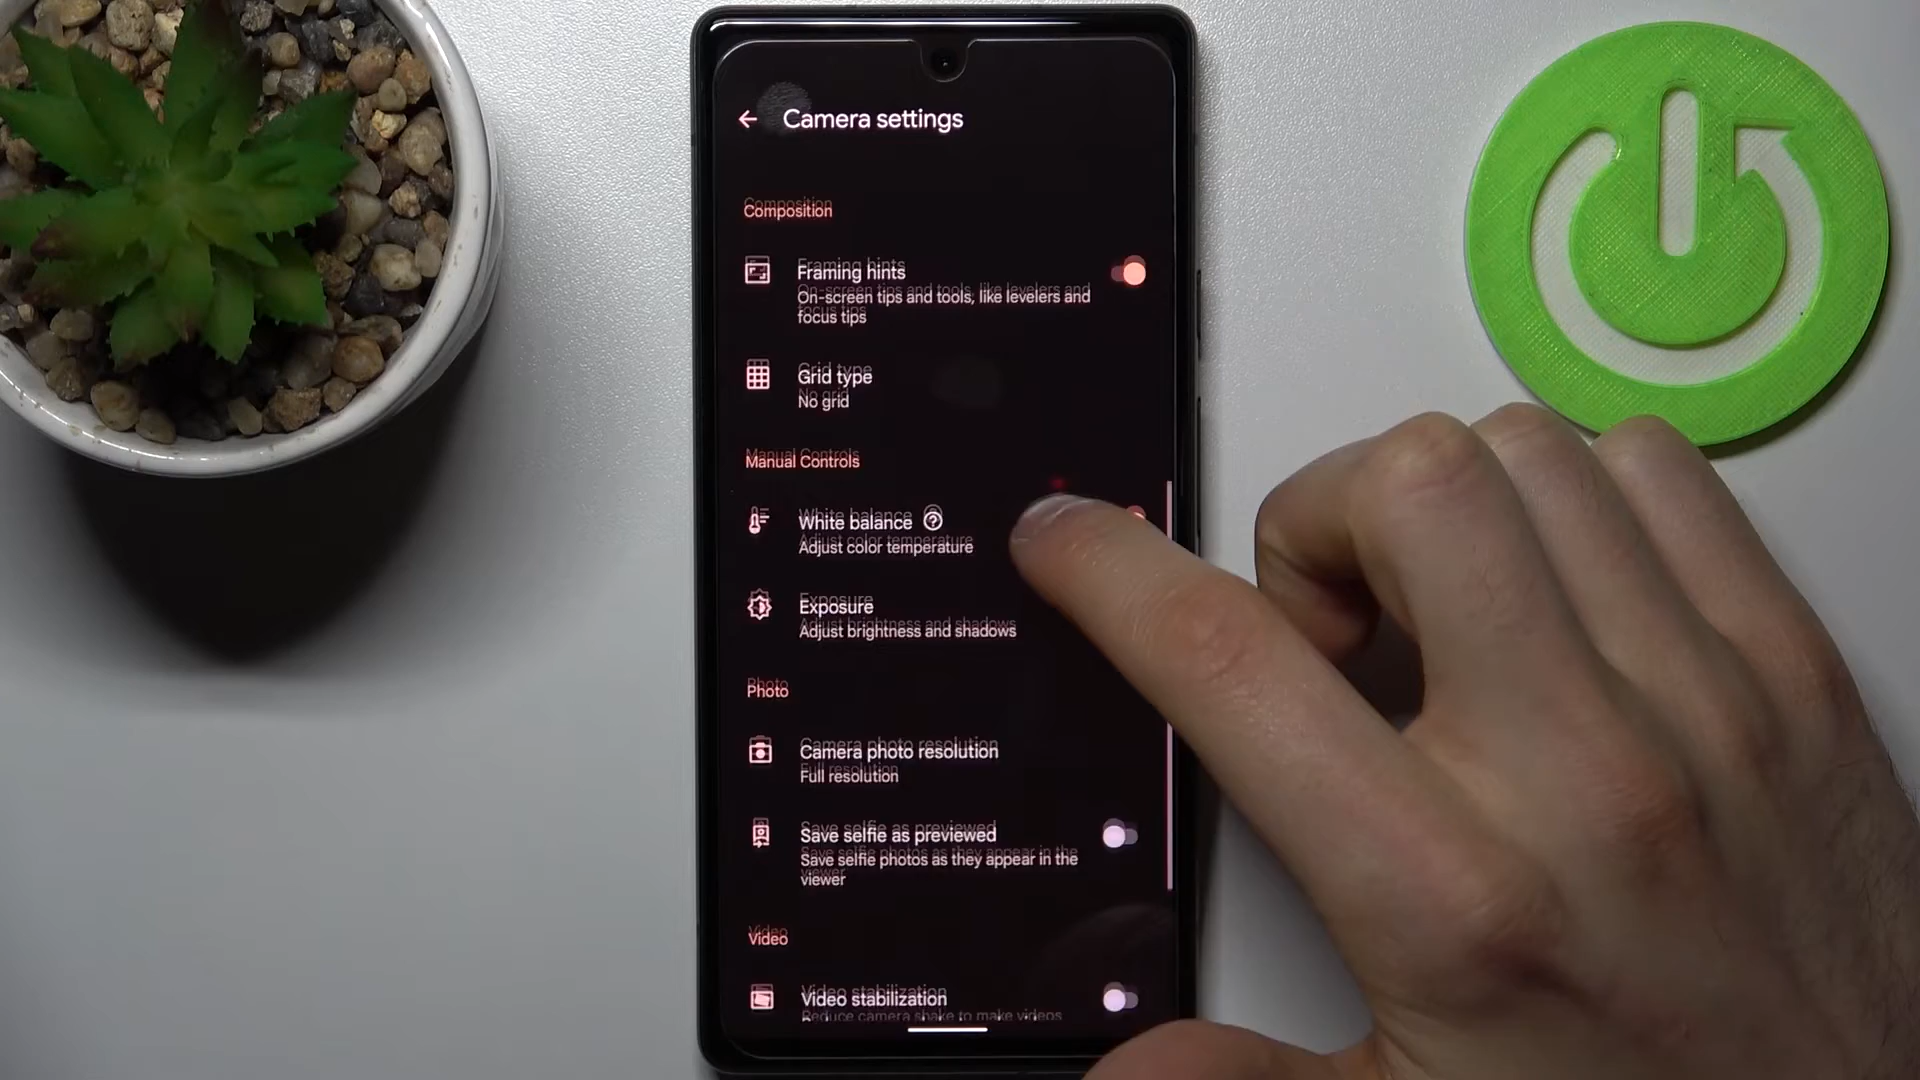 Camera settings
Composition
Framing hints
On-screen tips and tools, like levelers and
focus tips
Grid type
No grid
Manual Controls
White balance
Adjust color temperature
Exposure
Adjust brightness and shadows
Photo
Camera photo resolution
Full resolution
Save selfie as previewed
Save selfie photos as they appear in the
viewer
Video
Video stabilization
Reduce camera shake to make videos